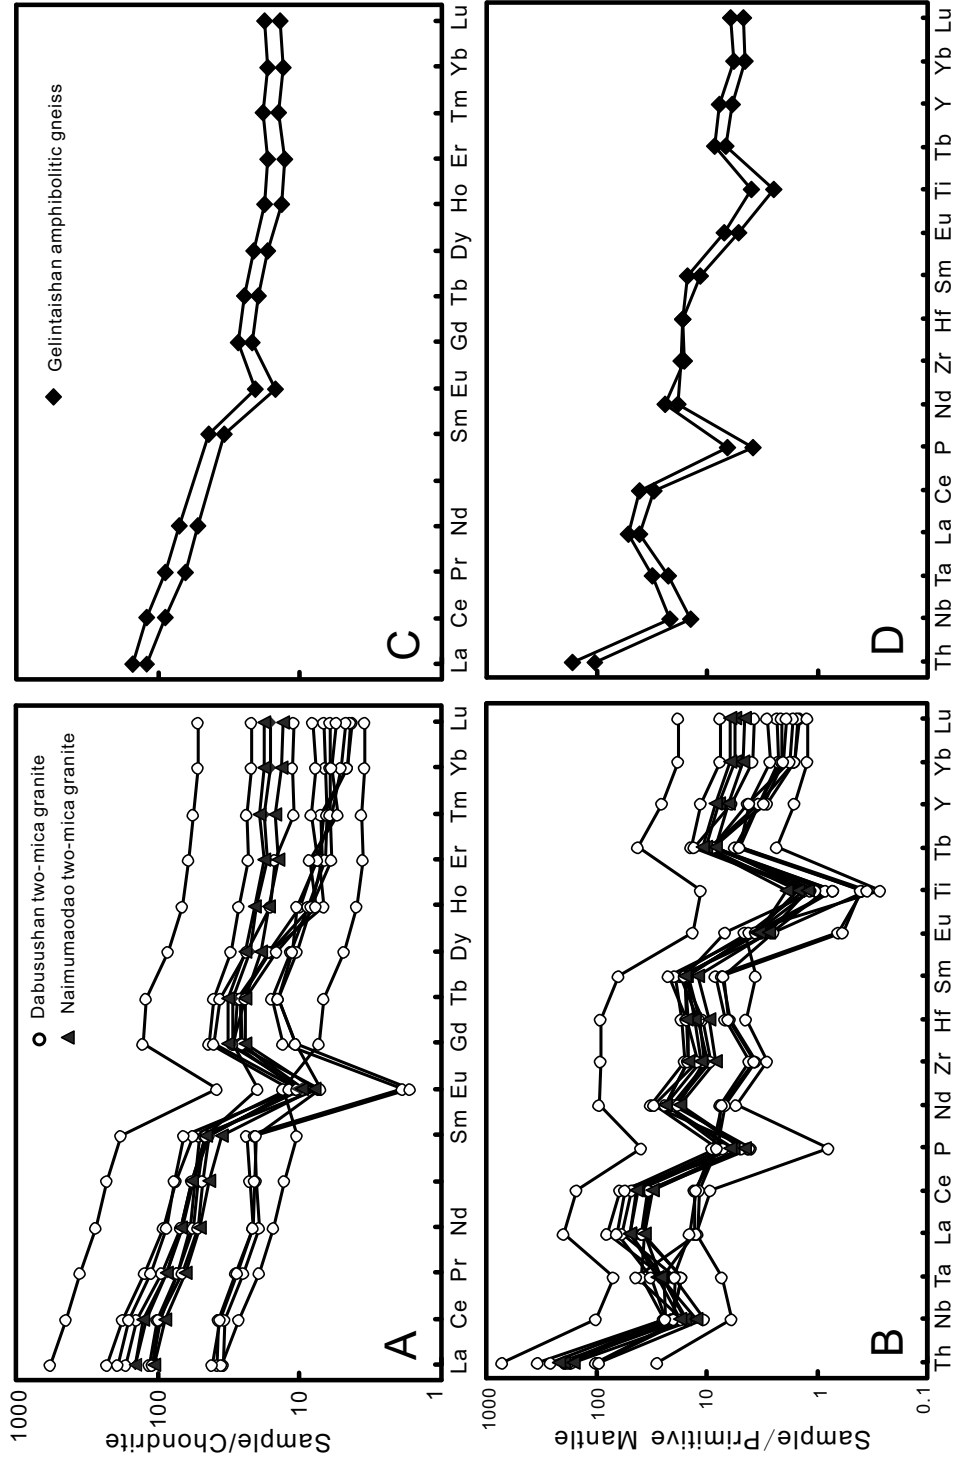 Dabusushan two-mica granite
Naimumaodao two-mica granite
A
Sample/Chondrite
1000
100
10
1
La Ce Pr Nd Sm Eu Gd Tb Dy Ho Er Tm Yb Lu
Gelintaishan amphibolitic gneiss
C
La Ce Pr Nd Sm Eu Gd Tb Dy Ho Er Tm Yb Lu
B
Sample/Primitive Mantle
1000
100
10
1
0.1
Th Nb Ta La Ce P Nd Zr Hf Sm Eu Ti Tb Y Yb Lu
D
Th Nb Ta La Ce P Nd Zr Hf Sm Eu Ti Tb Y Yb Lu